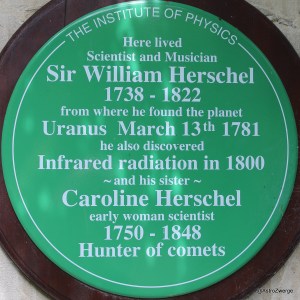 THE INSTITUTE OF PHYSICS
Here lived
Scientist and Musician
Sir William Herschel
1738 - 1822
from where he found the planet
Uranus March 13th 1781
he also discovered
Infrared radiation in 1800
~ and his sister ~
Caroline Herschel
early woman scientist
1750 - 1848
Hunter of comets